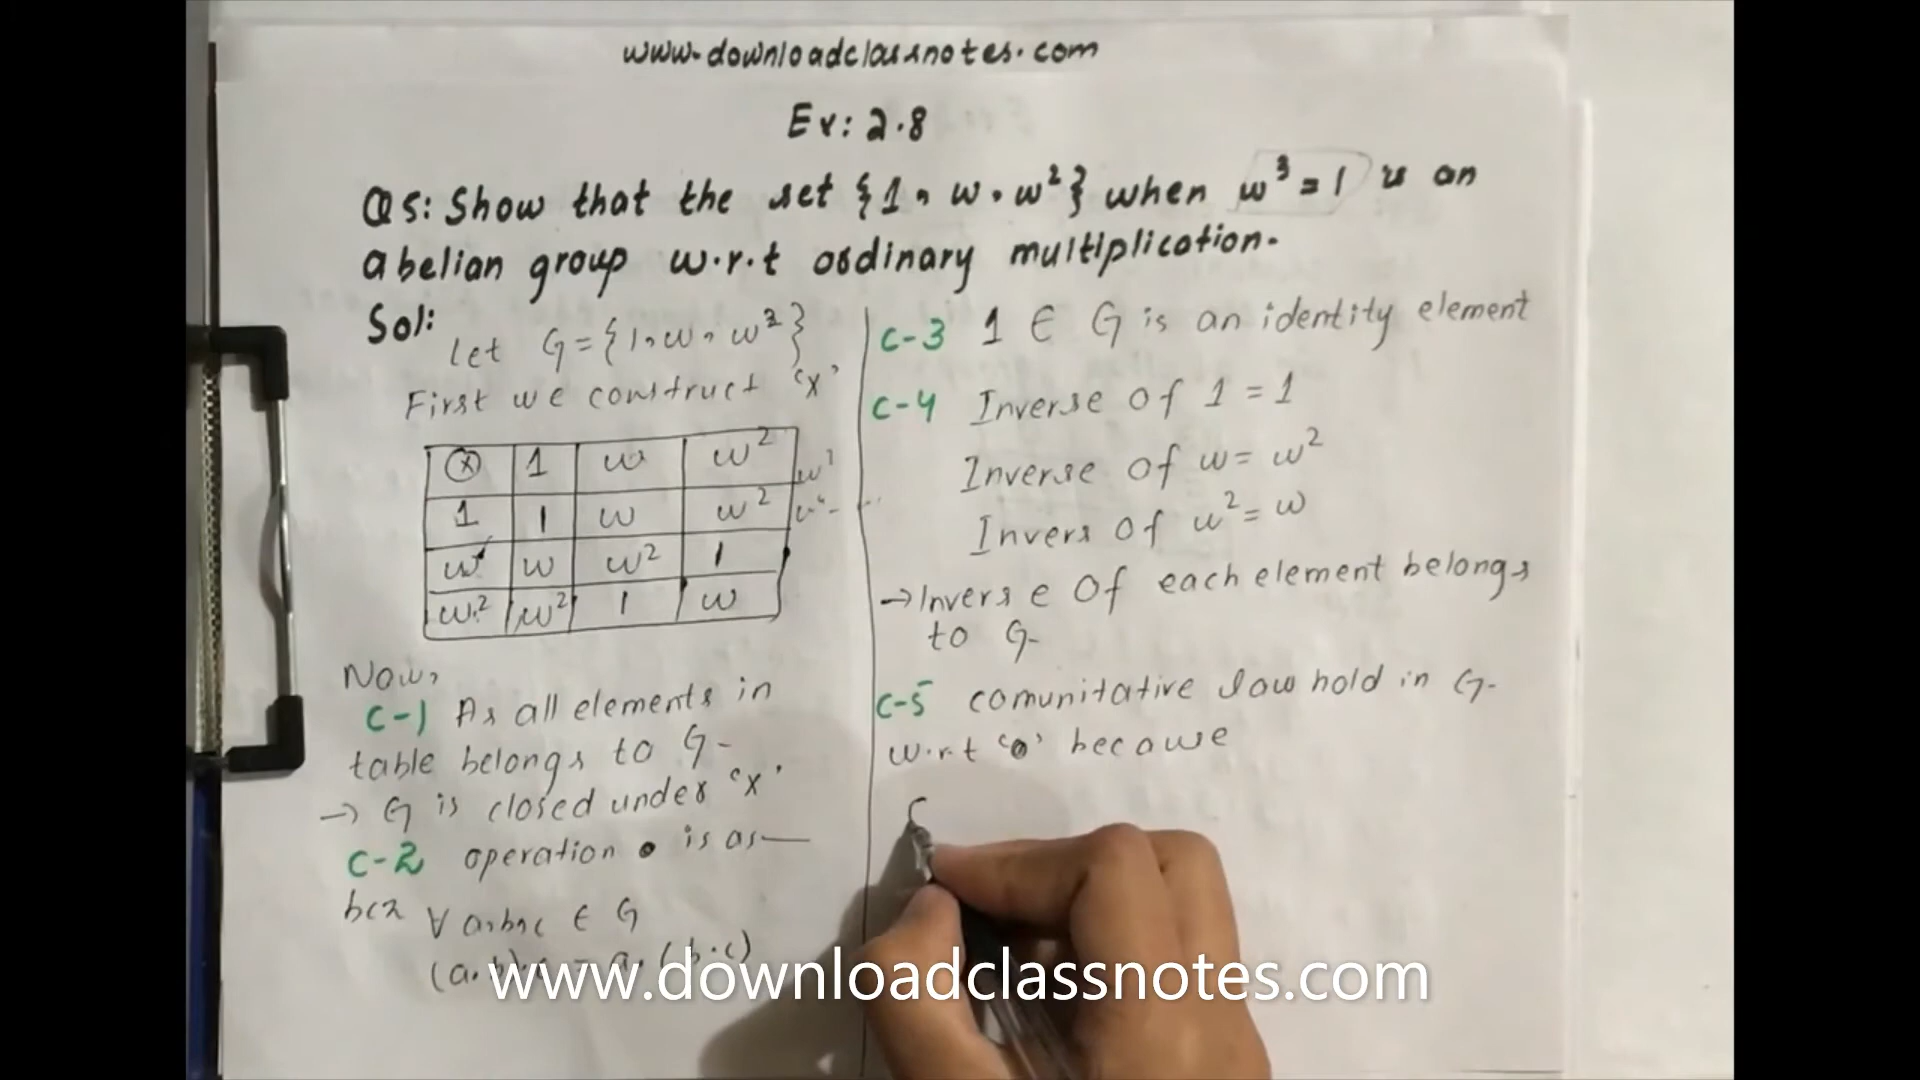 www.downloadclassnotes.com
Ex: 2.8
Q5: Show that the set {1, w, w²} when w³ = 1 is an
abelian group w.r.t ordinary multiplication.
Sol:
let G = {1, w, w²}
First we construct 'x'
⊗ 1 w w²
1 1 w w²
w w w² 1
w² w² 1 w
Now,
C-1 As all elements in
table belongs to G-
→ G is closed under 'x'
C-2 operation • is as—
bcz ∀ a,b,c ∈ G
(a.b).c = a.(b.c)
C-3 1 ∈ G is an identity element
C-4 Inverse of 1 = 1
Inverse of w = w²
Invers of w² = w
→ Inverse of each element belongs
to G-
C-5 comunitative law hold in G-
w.r.t 'o' because
www.downloadclassnotes.com